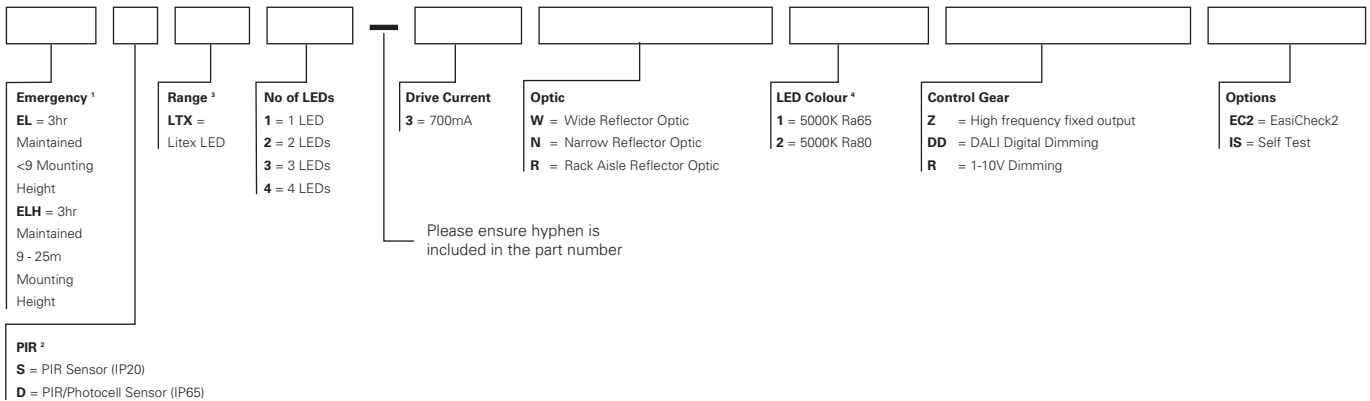 Emergency ¹
EL = 3hr
Maintained
<9 Mounting
Height
ELH = 3hr
Maintained
9 - 25m
Mounting
Height
PIR ²
S = PIR Sensor (IP20)
D = PIR/Photocell Sensor (IP65)
Range ³
LTX =
Litex LED
No of LEDs
1 = 1 LED
2 = 2 LEDs
3 = 3 LEDs
4 = 4 LEDs
Please ensure hyphen is
included in the part number
Drive Current
3 = 700mA
Optic
W = Wide Reflector Optic
N = Narrow Reflector Optic
R = Rack Aisle Reflector Optic
LED Colour ⁴
1 = 5000K Ra65
2 = 5000K Ra80
Control Gear
Z = High frequency fixed output
DD = DALI Digital Dimming
R = 1-10V Dimming
Options
EC2 = EasiCheck2
IS = Self Test